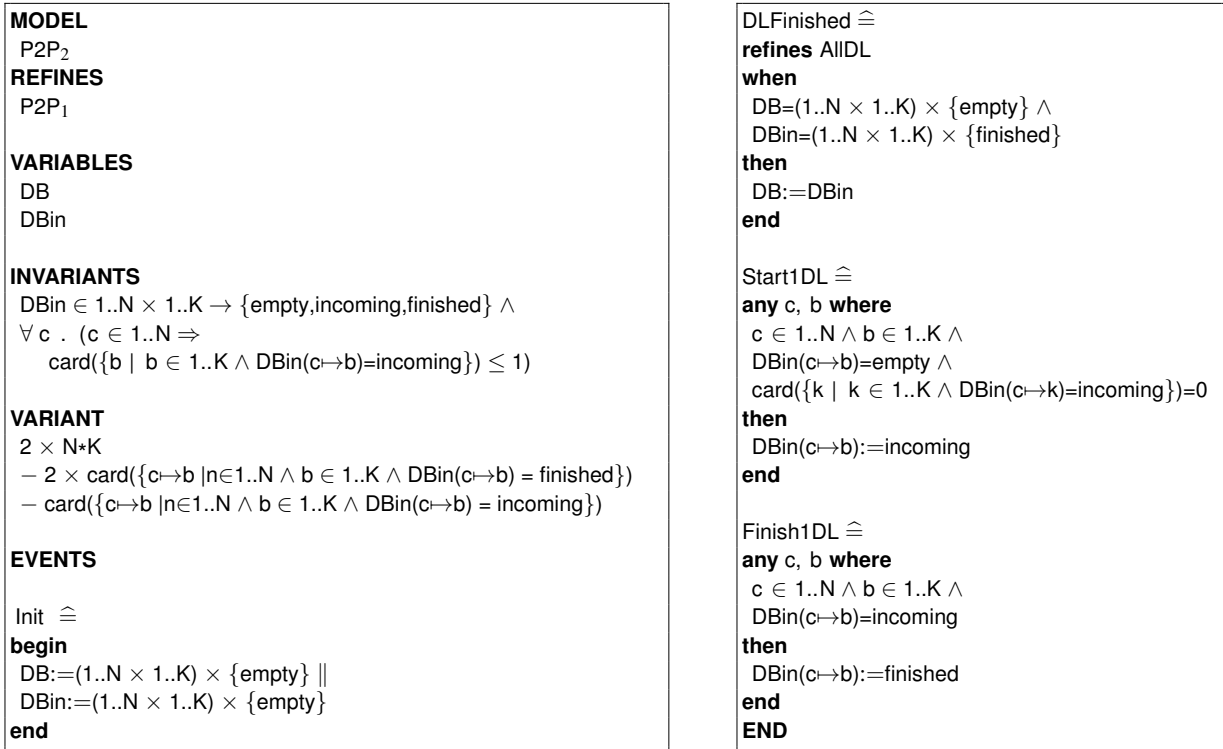 MODEL
P2P₂
REFINES
P2P₁
VARIABLES
DB
DBin
INVARIANTS
DBin ∈ 1..N × 1..K → {empty,incoming,finished} ∧
∀ c . (c ∈ 1..N ⇒
card({b | b ∈ 1..K ∧ DBin(c↦b)=incoming}) ≤ 1)
VARIANT
2 × N*K
− 2 × card({c↦b |n∈1..N ∧ b ∈ 1..K ∧ DBin(c↦b) = finished})
− card({c↦b |n∈1..N ∧ b ∈ 1..K ∧ DBin(c↦b) = incoming})
EVENTS
Init ≙
begin
DB:=(1..N × 1..K) × {empty} ‖
DBin:=(1..N × 1..K) × {empty}
end
DLFinished ≙
refines AllDL
when
DB=(1..N × 1..K) × {empty} ∧
DBin=(1..N × 1..K) × {finished}
then
DB:=DBin
end
Start1DL ≙
any c, b where
c ∈ 1..N ∧ b ∈ 1..K ∧
DBin(c↦b)=empty ∧
card({k | k ∈ 1..K ∧ DBin(c↦k)=incoming})=0
then
DBin(c↦b):=incoming
end
Finish1DL ≙
any c, b where
c ∈ 1..N ∧ b ∈ 1..K ∧
DBin(c↦b)=incoming
then
DBin(c↦b):=finished
end
END